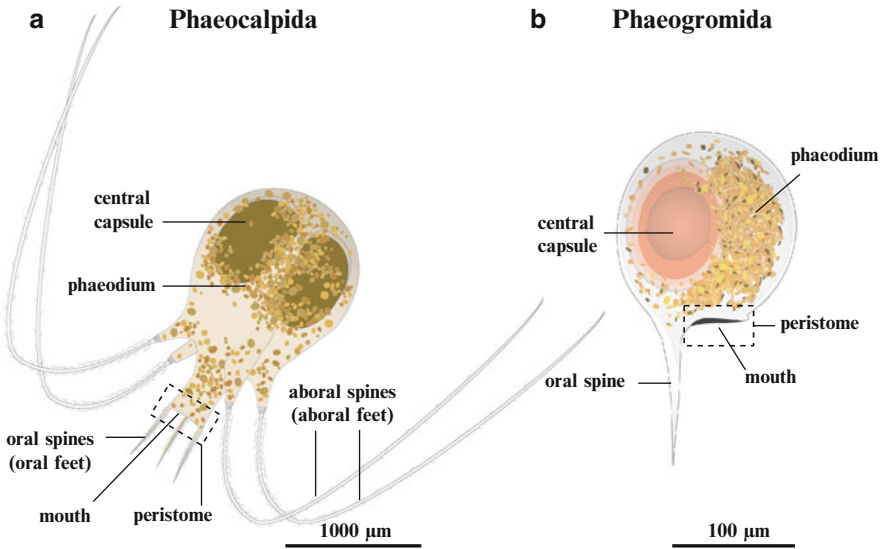 a
Phaeocalpida
central
capsule
phaeodium
oral spines
(oral feet)
mouth
peristome
aboral spines
(aboral feet)
1000 µm
b
Phaeogromida
phaeodium
central
capsule
peristome
mouth
oral spine
100 µm